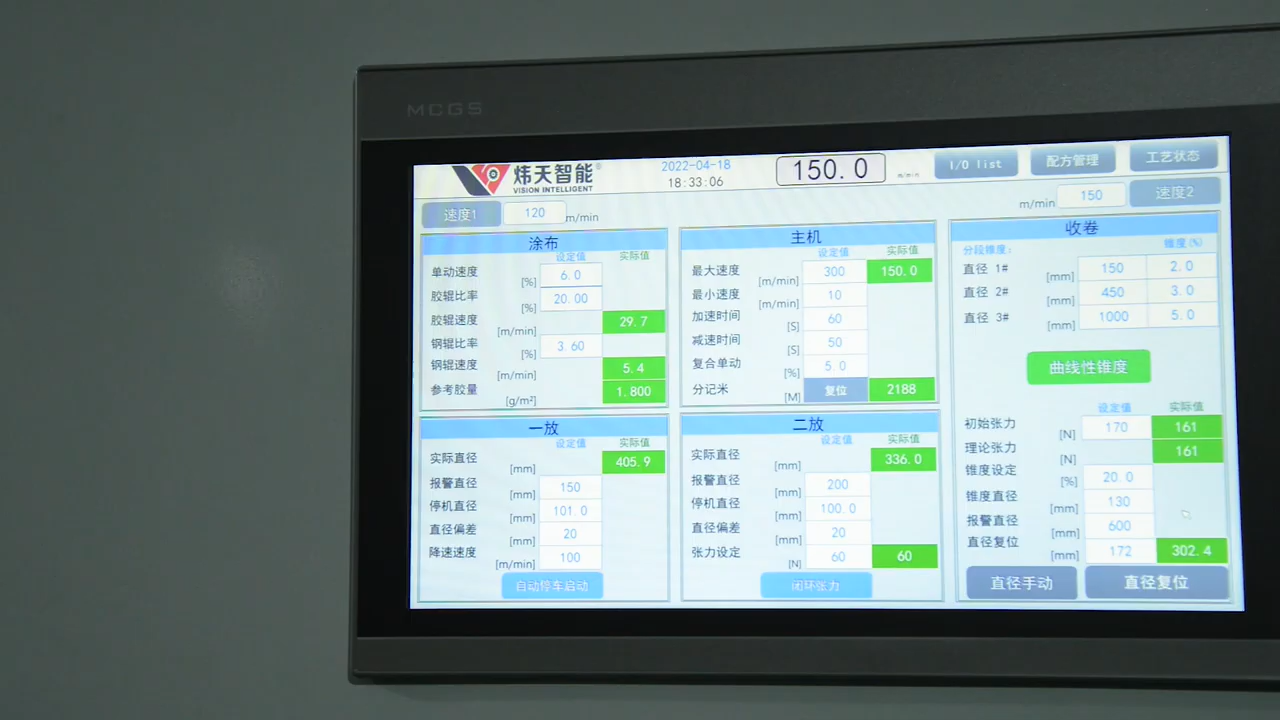 MCGS
炜天智能®
VISION INTELLIGENT
2022-04-18
18:33:06
150.0 m/min
I/O list
配方管理
工艺状态
速度1 120 m/min
m/min 150 速度2
涂布
设定值 实际值
单动速度 [%] 6.0
胶辊比率 [%] 20.00
胶辊速度 [m/min] 29.7
钢辊比率 [%] 3.60
钢辊速度 [m/min] 5.4
参考胶量 [g/m²] 1.800
主机
设定值 实际值
最大速度 [m/min] 300 150.0
最小速度 [m/min] 10
加速时间 [S] 60
减速时间 [S] 50
复合单动 [%] 5.0
分记米 [M] 复位 2188
收卷
分段锥度: 锥度(%)
直径 1# [mm] 150 2.0
直径 2# [mm] 450 3.0
直径 3# [mm] 1000 5.0
曲线性锥度
设定值 实际值
初始张力 [N] 170 161
理论张力 [N] 161
锥度设定 [%] 20.0
锥度直径 [mm] 130
报警直径 [mm] 600
直径复位 [mm] 172 302.4
直径手动 直径复位
一放
设定值 实际值
实际直径 [mm] 405.9
报警直径 [mm] 150
停机直径 [mm] 101.0
直径偏差 [mm] 20
降速速度 [m/min] 100
自动停车启动
二放
设定值 实际值
实际直径 [mm] 336.0
报警直径 [mm] 200
停机直径 [mm] 100.0
直径偏差 [mm] 20
张力设定 [N] 60 60
闭环张力